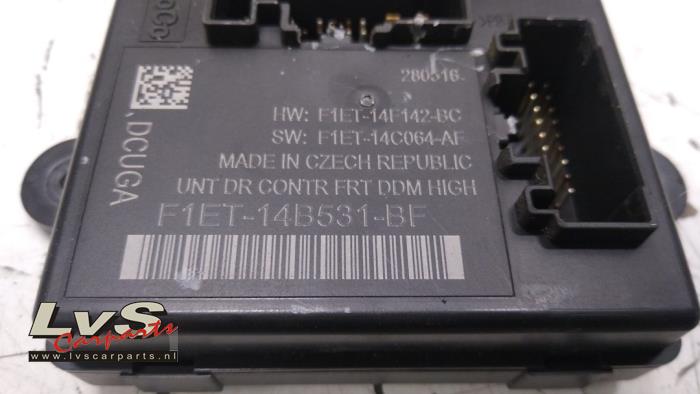 280516
HW: F1ET-14F142-BC
SW: F1ET-14C064-AF
MADE IN CZECH REPUBLIC
UNT DR CONTR FRT DDM HIGH
F1ET-14B531-BF
DCUGA
LvS
Carparts
www.lvscarparts.nl